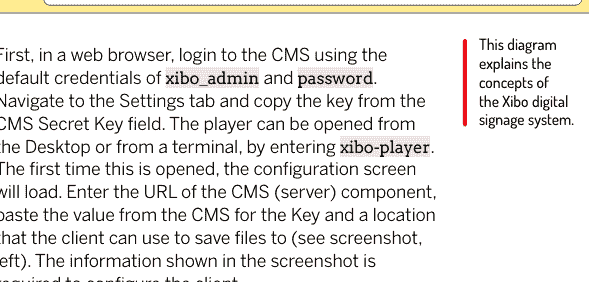 First, in a web browser, login to the CMS using the
default credentials of xibo_admin and password.
Navigate to the Settings tab and copy the key from the
CMS Secret Key field. The player can be opened from
the Desktop or from a terminal, by entering xibo-player.
The first time this is opened, the configuration screen
will load. Enter the URL of the CMS (server) component,
paste the value from the CMS for the Key and a location
that the client can use to save files to (see screenshot,
left). The information shown in the screenshot is
required to configure the client.
This diagram
explains the
concepts of
the Xibo digital
signage system.